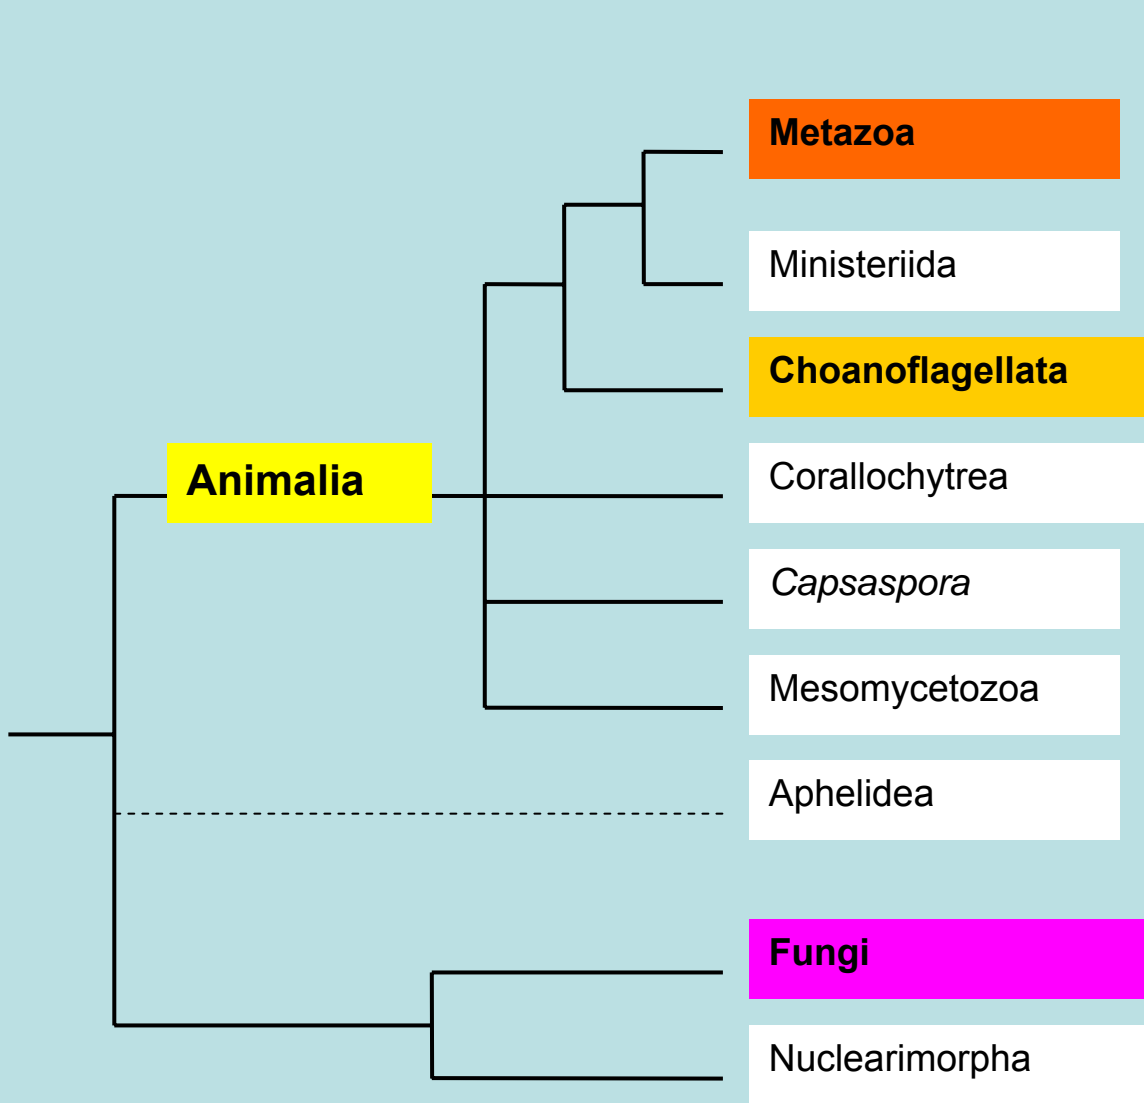 Metazoa
Ministeriida
Choanoflagellata
Animalia
Corallochytrea
Capsaspora
Mesomycetozoa
Aphelidea
Fungi
Nuclearimorpha